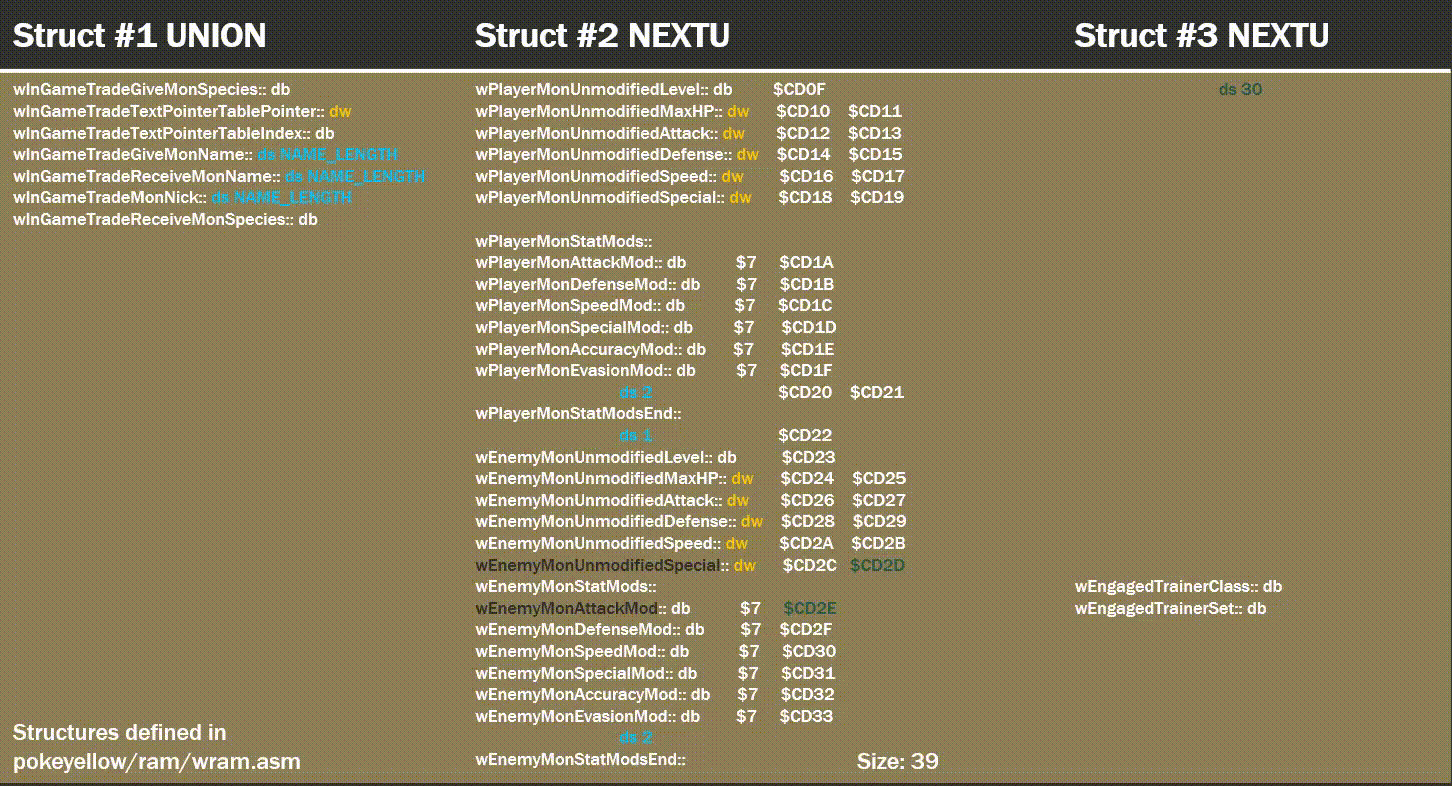 Struct #1 UNION
wInGameTradeGiveMonSpecies:: db
wInGameTradeTextPointerTablePointer:: dw
wInGameTradeTextPointerTableIndex:: db
wInGameTradeGiveMonName:: ds NAME_LENGTH
wInGameTradeReceiveMonName:: ds NAME_LENGTH
wInGameTradeMonNick:: ds NAME_LENGTH
wInGameTradeReceiveMonSpecies:: db
Structures defined in
pokeyellow/ram/wram.asm
Struct #2 NEXTU
wPlayerMonUnmodifiedLevel:: db $CD0F
wPlayerMonUnmodifiedMaxHP:: dw $CD10 $CD11
wPlayerMonUnmodifiedAttack:: dw $CD12 $CD13
wPlayerMonUnmodifiedDefense:: dw $CD14 $CD15
wPlayerMonUnmodifiedSpeed:: dw $CD16 $CD17
wPlayerMonUnmodifiedSpecial:: dw $CD18 $CD19
wPlayerMonStatMods::
wPlayerMonAttackMod:: db $7 $CD1A
wPlayerMonDefenseMod:: db $7 $CD1B
wPlayerMonSpeedMod:: db $7 $CD1C
wPlayerMonSpecialMod:: db $7 $CD1D
wPlayerMonAccuracyMod:: db $7 $CD1E
wPlayerMonEvasionMod:: db $7 $CD1F
ds 2 $CD20 $CD21
wPlayerMonStatModsEnd::
ds 1 $CD22
wEnemyMonUnmodifiedLevel:: db $CD23
wEnemyMonUnmodifiedMaxHP:: dw $CD24 $CD25
wEnemyMonUnmodifiedAttack:: dw $CD26 $CD27
wEnemyMonUnmodifiedDefense:: dw $CD28 $CD29
wEnemyMonUnmodifiedSpeed:: dw $CD2A $CD2B
wEnemyMonUnmodifiedSpecial:: dw $CD2C $CD2D
wEnemyMonStatMods::
wEnemyMonAttackMod:: db $7 $CD2E
wEnemyMonDefenseMod:: db $7 $CD2F
wEnemyMonSpeedMod:: db $7 $CD30
wEnemyMonSpecialMod:: db $7 $CD31
wEnemyMonAccuracyMod:: db $7 $CD32
wEnemyMonEvasionMod:: db $7 $CD33
ds 2
wEnemyMonStatModsEnd::
Size: 39
Struct #3 NEXTU
ds 30
wEngagedTrainerClass:: db
wEngagedTrainerSet:: db